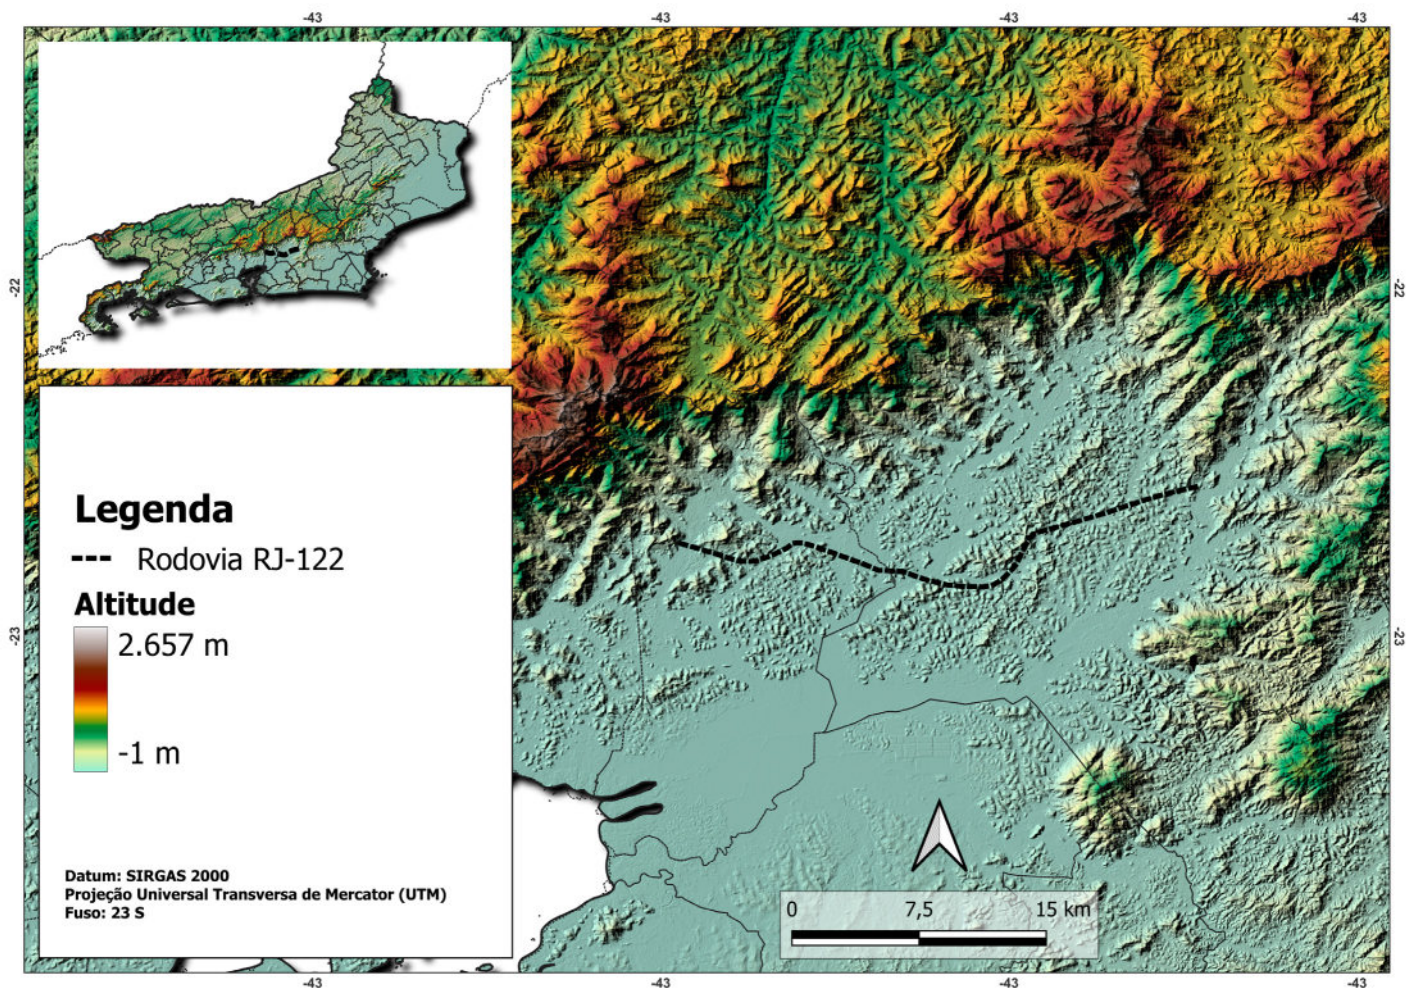 -43 -43 -43 -43
-22 -22
Legenda
Rodovia RJ-122
Altitude
2.657 m
-23 -23
-1 m
Datum: SIRGAS 2000
Projeção Universal Transversa de Mercator (UTM)
Fuso: 23 S
0 7,5 15 km
-43 -43 -43 -43